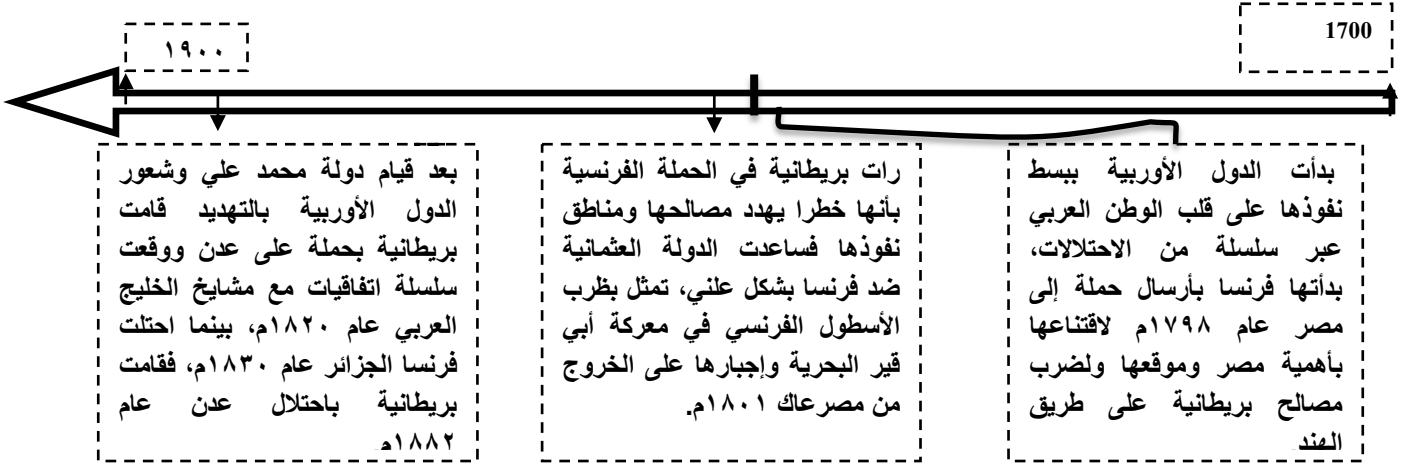 1700
١٩٠٠
بدأت الدول الأوربية ببسط
نفوذها على قلب الوطن العربي
عبر سلسلة من الاحتلالات،
بدأتها فرنسا بأرسال حملة إلى
مصر عام ١٧٩٨م لاقتناعها
بأهمية مصر وموقعها ولضرب
مصالح بريطانية على طريق
الهند
رات بريطانية في الحملة الفرنسية
بأنها خطرا يهدد مصالحها ومناطق
نفوذها فساعدت الدولة العثمانية
ضد فرنسا بشكل علني، تمثل بظرب
الأسطول الفرنسي في معركة أبي
قير البحرية وإجبارها على الخروج
من مصرعاك ١٨٠١م.
بعد قيام دولة محمد علي وشعور
الدول الأوربية بالتهديد قامت
بريطانية بحملة على عدن ووقعت
سلسلة اتفاقيات مع مشايخ الخليج
العربي عام ١٨٢٠م، بينما احتلت
فرنسا الجزائر عام ١٨٣٠م، فقامت
بريطانية باحتلال عدن عام
١٨٨٢م